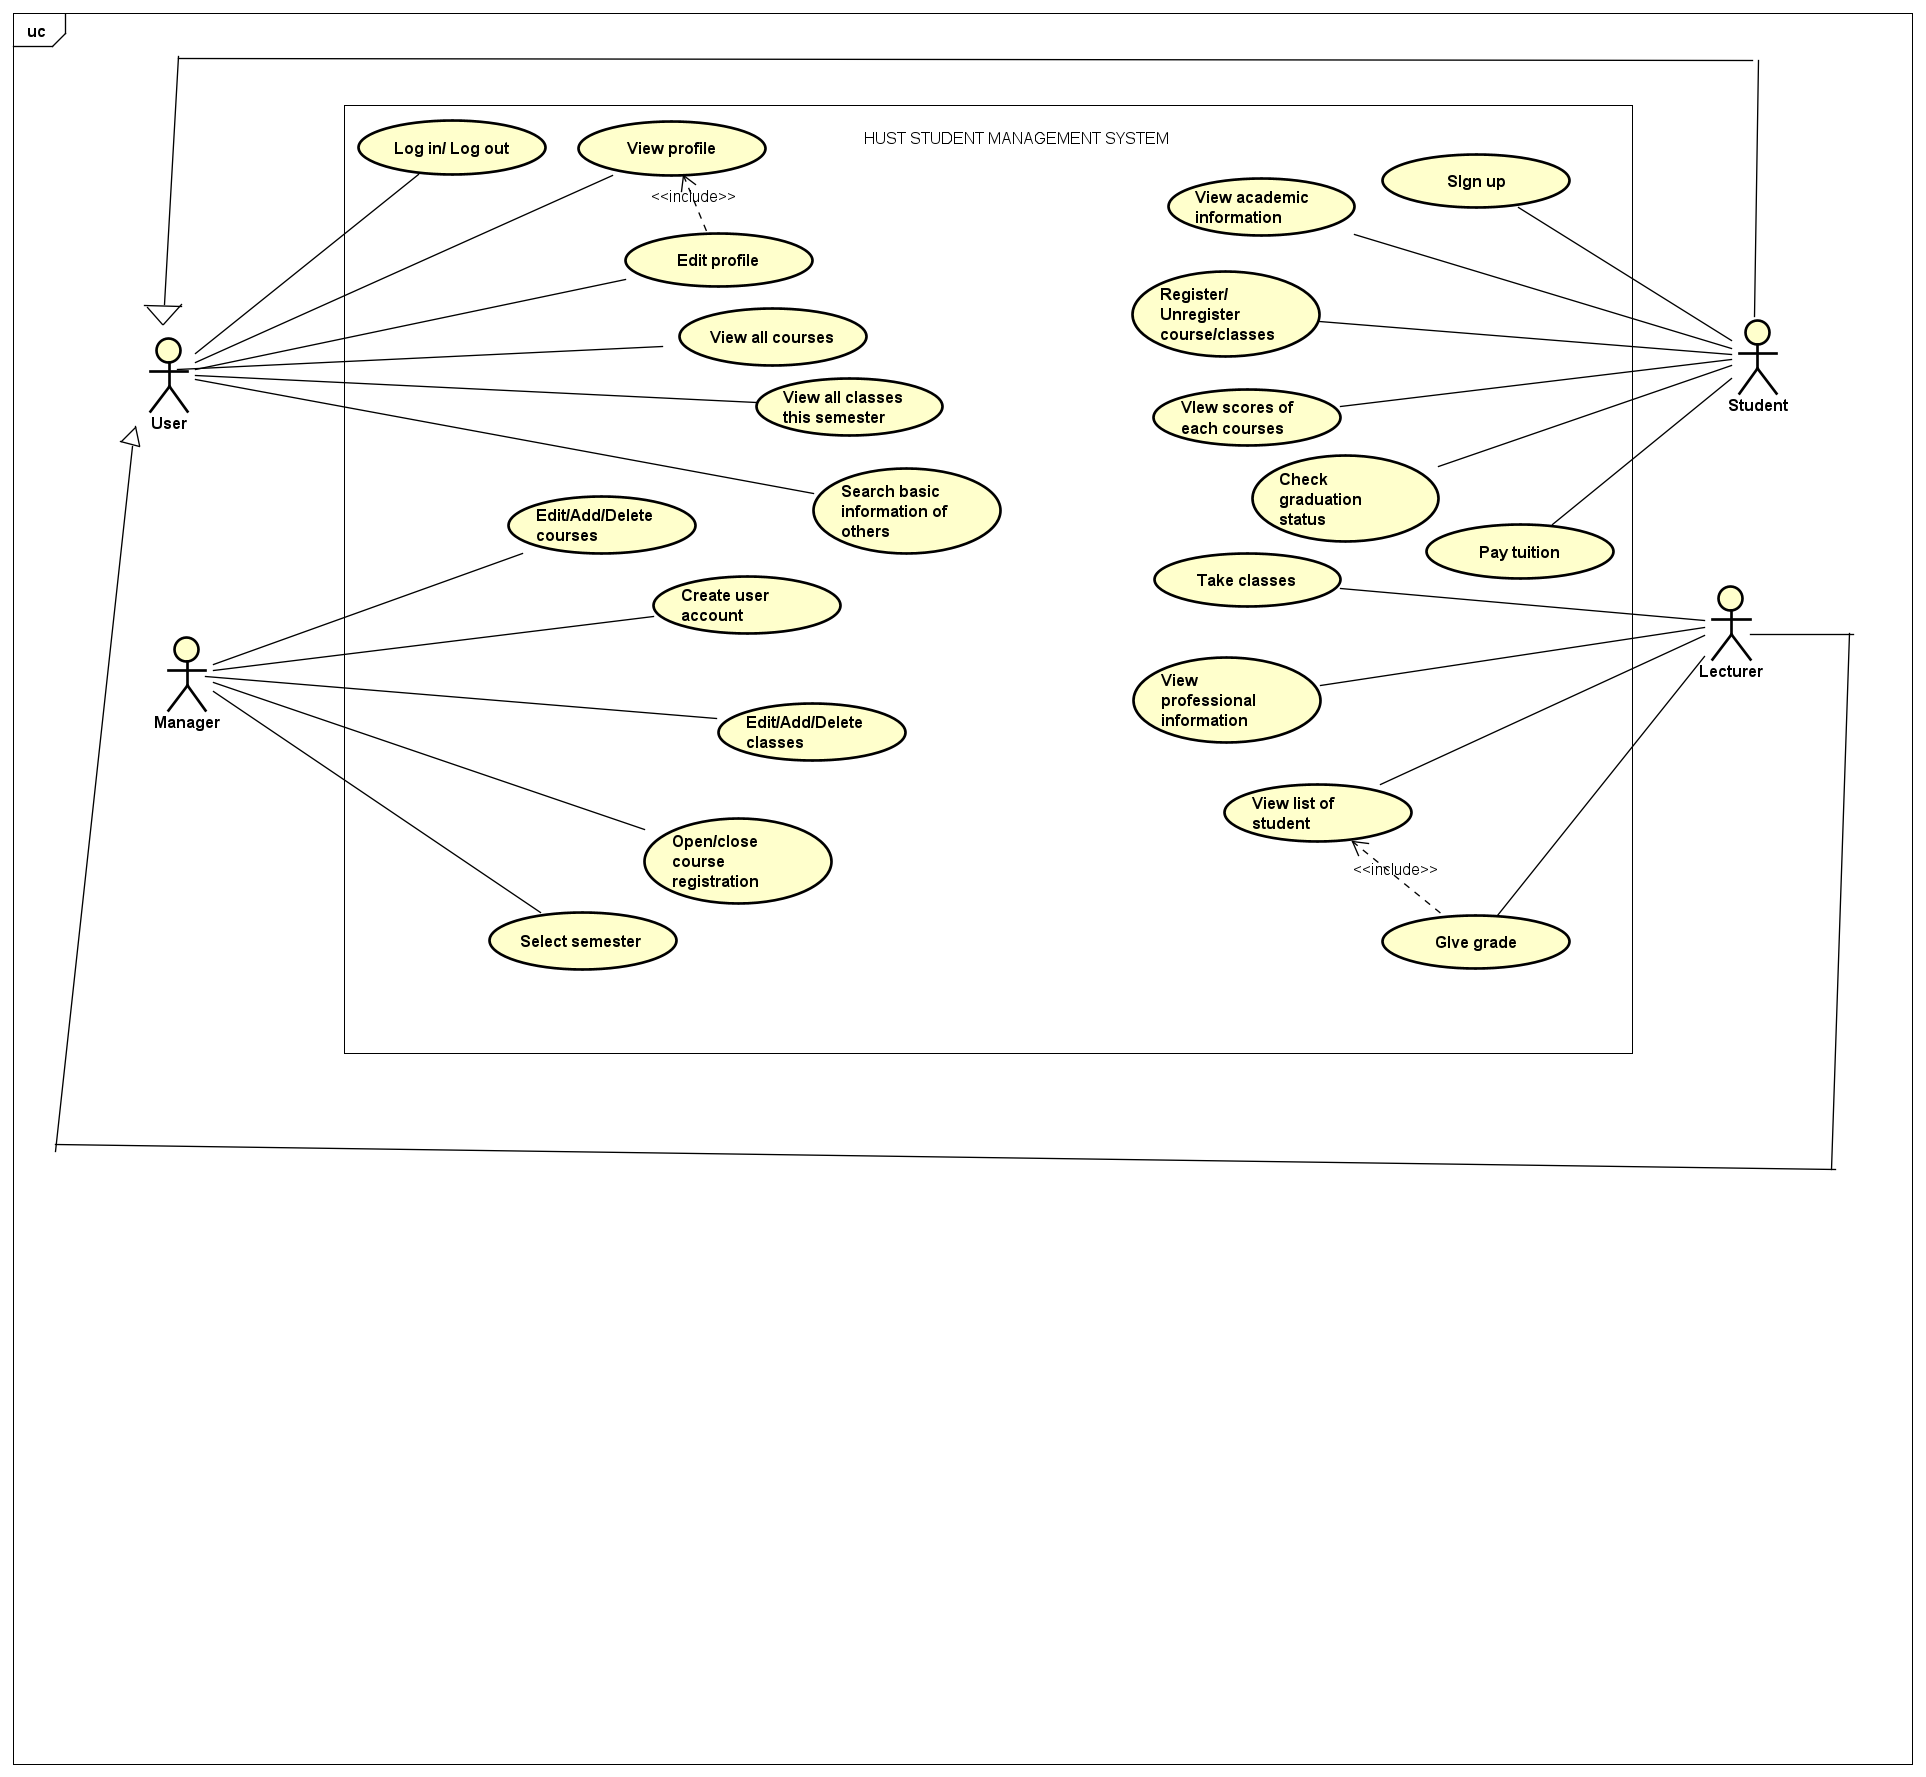 uc
HUST STUDENT MANAGEMENT SYSTEM
Log in/ Log out
View profile
<<include>>
Edit profile
View all courses
View all classes
this semester
Search basic
information of
others
User
Edit/Add/Delete
courses
Create user
account
Manager
Edit/Add/Delete
classes
Open/close
course
registration
Select semester
SIgn up
View academic
information
Register/
Unregister
course/classes
VIew scores of
each courses
Check
graduation
status
Pay tuition
Student
Take classes
View
professional
information
Lecturer
View list of
student
<<include>>
GIve grade